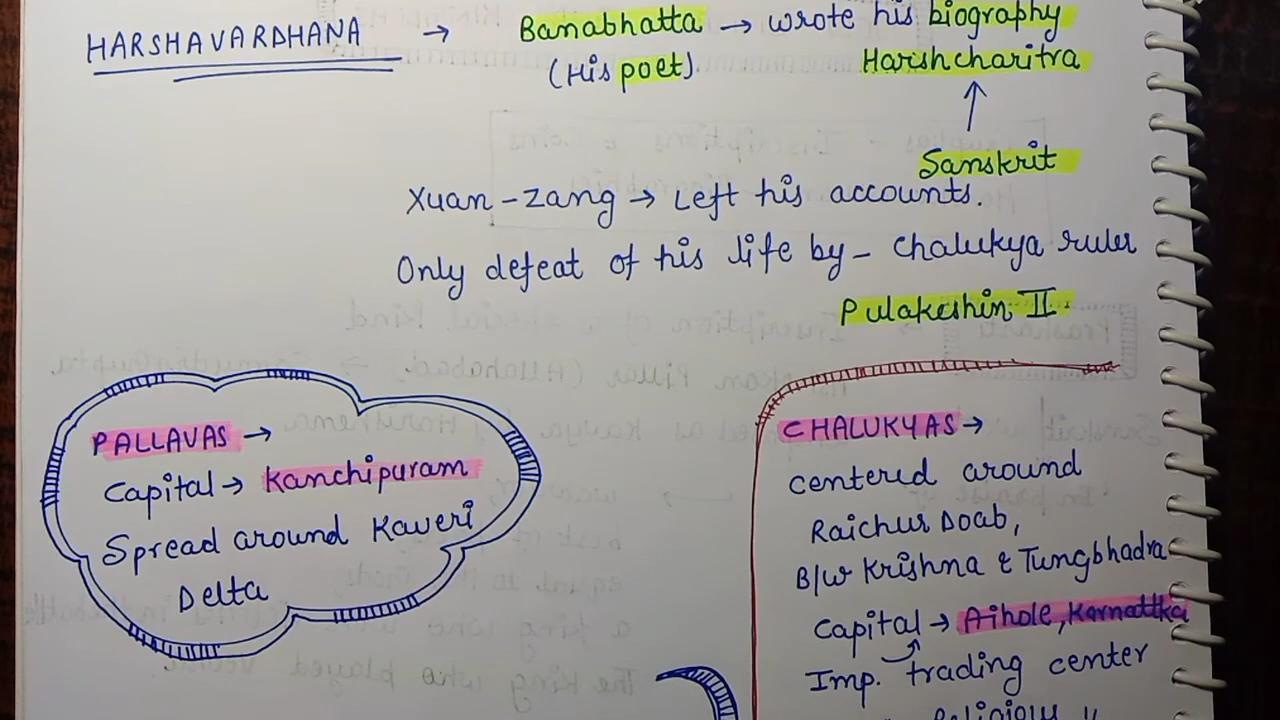 HARSHAVARDHANA → Banabhatta → wrote his biography
(His poet). Harshcharitra
↑
Sanskrit
Xuan-zang → Left his accounts.
Only defeat of his life by - Chalukya ruler
Pulakeshin II.
PALLAVAS →
Capital → Kanchipuram
Spread around Kaveri
Delta
CHALUKYAS →
centered around
Raichur Doab,
B/W Krishna & Tungbhadra
Capital → Aihole, Karnattka
Imp. trading center
Religious "